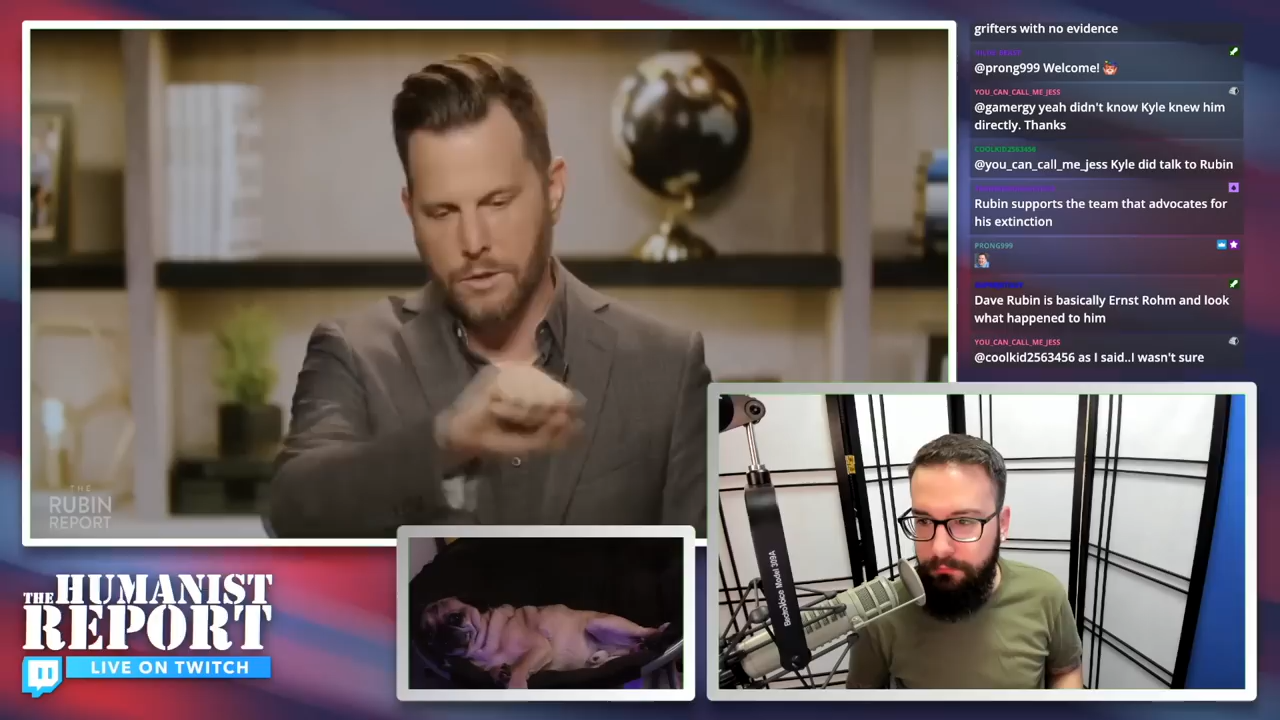 grifters with no evidence
@prong999 Welcome!
YOU_CAN_CALL_ME_JESS
@gamergy yeah didn't know Kyle knew him
directly. Thanks
COOLKID2563456
@you_can_call_me_jess Kyle did talk to Rubin
Rubin supports the team that advocates for
his extinction
PRONG999
Dave Rubin is basically Ernst Rohm and look
what happened to him
YOU_CAN_CALL_ME_JESS
@coolkid2563456 as I said..I wasn't sure
THE
RUBIN
REPORT
ElectroVoice Model 309A
THE HUMANIST
REPORT
LIVE ON TWITCH